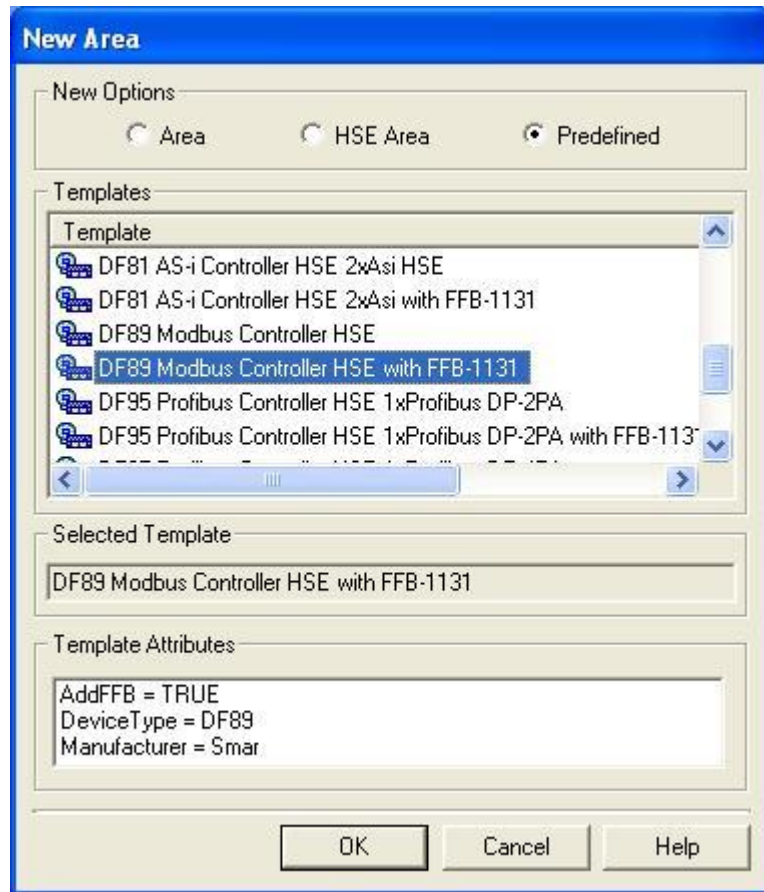 New Area
New Options
Area HSE Area Predefined
Templates
Template
DF81 AS-i Controller HSE 2xAsi HSE
DF81 AS-i Controller HSE 2xAsi with FFB-1131
DF89 Modbus Controller HSE
DF89 Modbus Controller HSE with FFB-1131
DF95 Profibus Controller HSE 1xProfibus DP-2PA
DF95 Profibus Controller HSE 1xProfibus DP-2PA with FFB-113
Selected Template
DF89 Modbus Controller HSE with FFB-1131
Template Attributes
AddFFB = TRUE
DeviceType = DF89
Manufacturer = Smar
OK Cancel Help